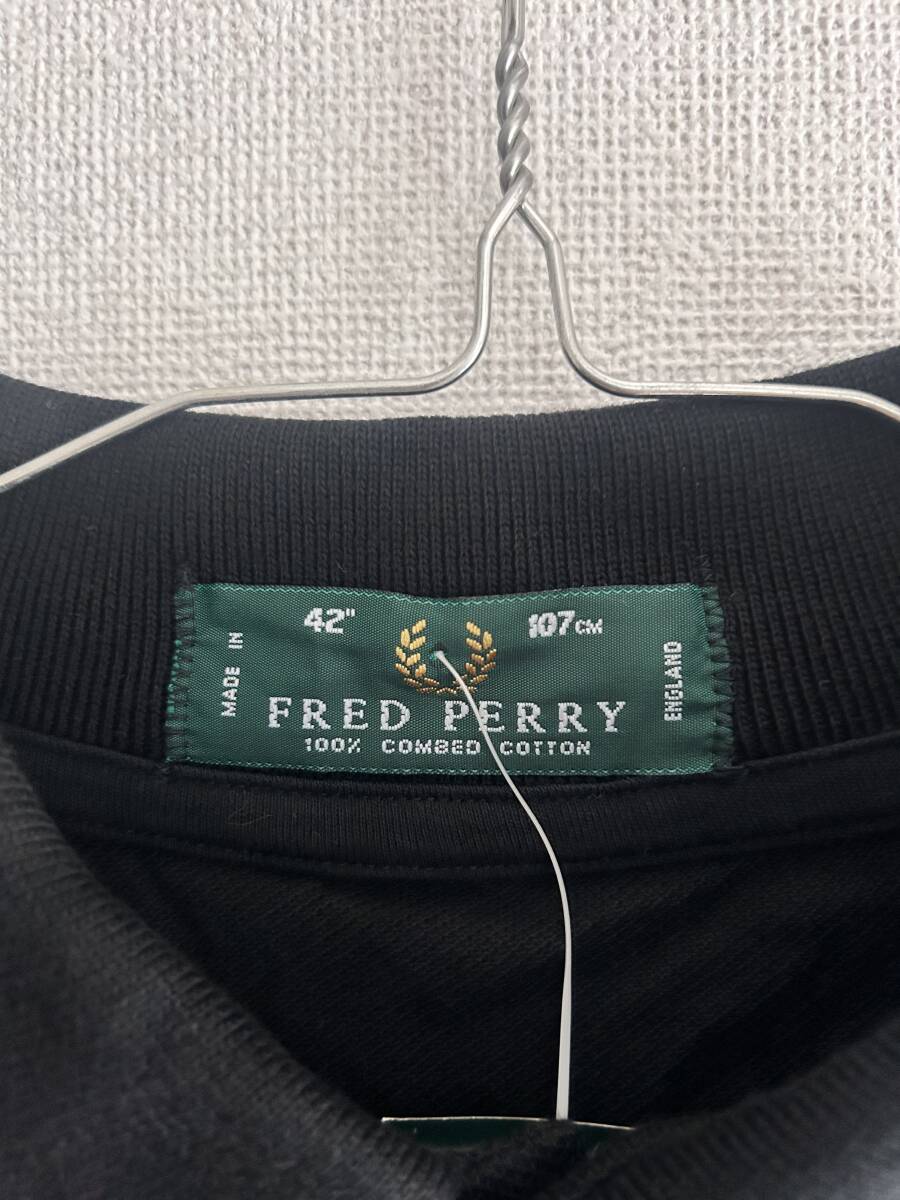 42" 107CM
MADE IN
ENGLAND
FRED PERRY
100% COMBED COTTON